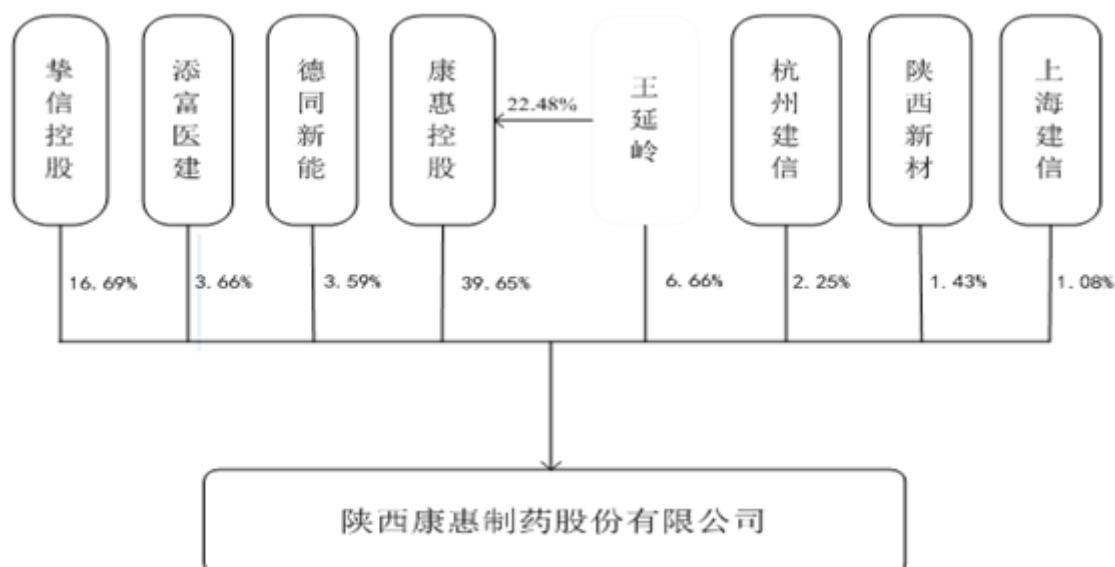 挚信控股
添富医建
德同新能
康惠控股
22.48%
王延岭
杭州建信
陕西新材
上海建信
16.69%
3.66%
3.59%
39.65%
6.66%
2.25%
1.43%
1.08%
陕西康惠制药股份有限公司